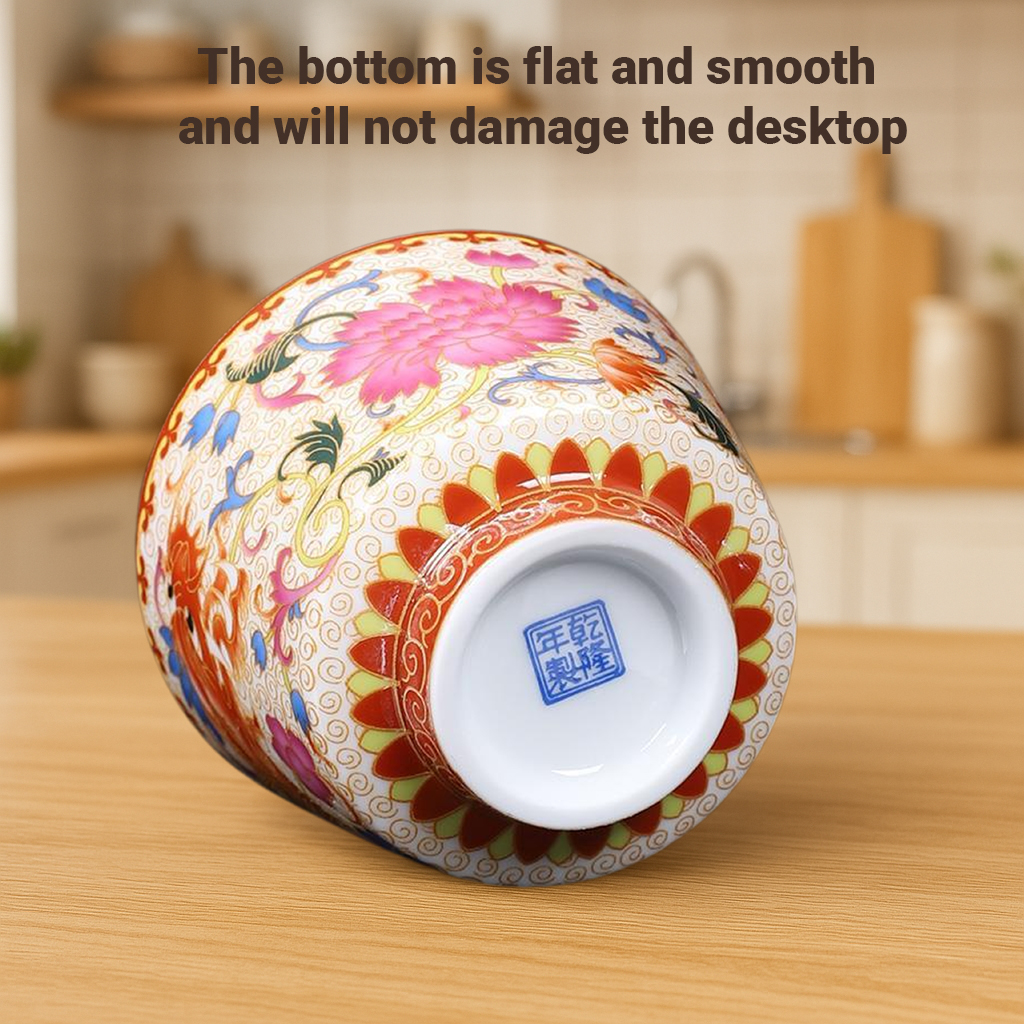 The bottom is flat and smooth
and will not damage the desktop
乾隆
年製